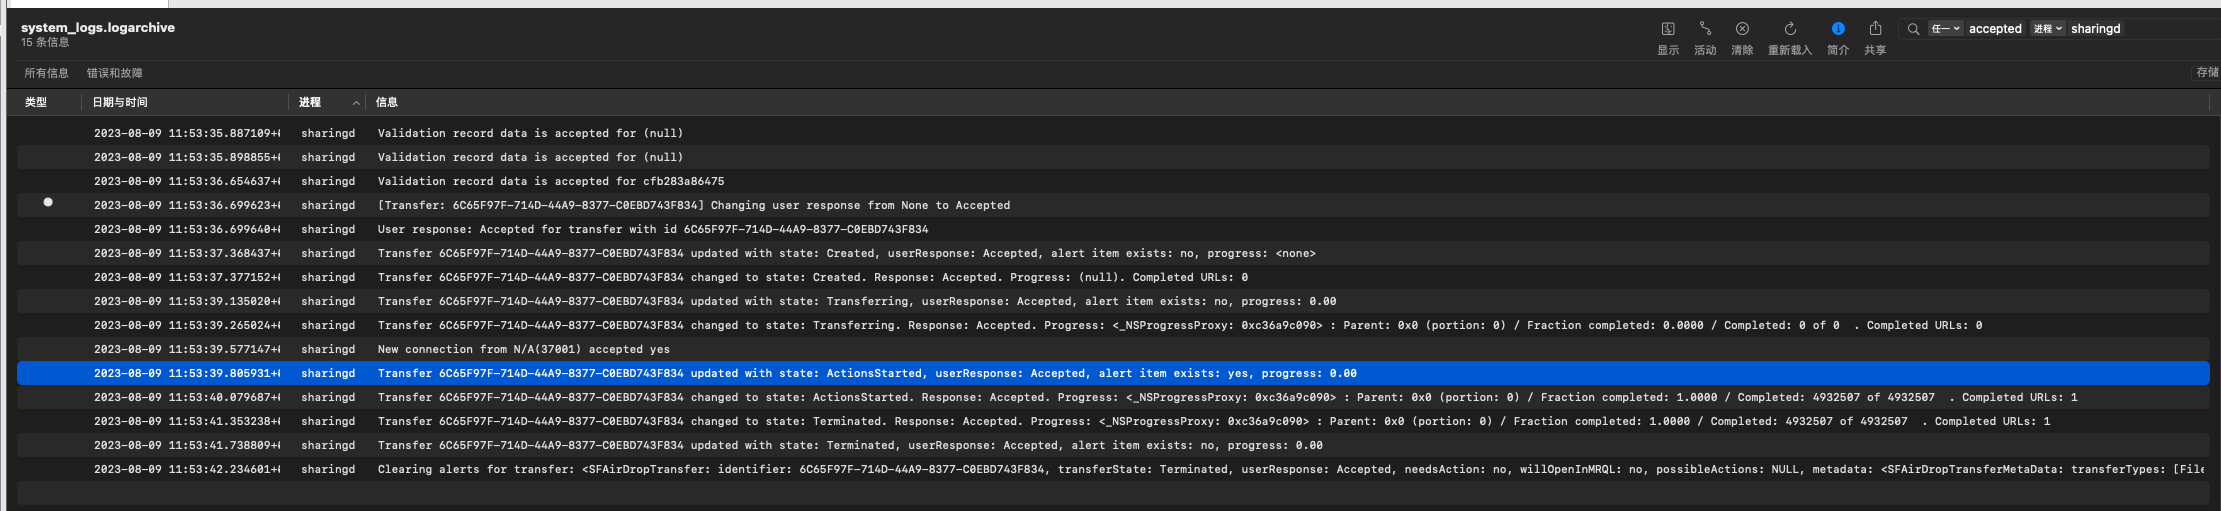 system_logs.logarchive
15 条信息
显示 活动 清除 重新载入 简介 共享 任一 accepted 进程 sharingd
所有信息 错误和故障 存储
类型 日期与时间 进程 信息
2023-08-09 11:53:35.887109+0 sharingd Validation record data is accepted for (null)
2023-08-09 11:53:35.898855+0 sharingd Validation record data is accepted for (null)
2023-08-09 11:53:36.654637+0 sharingd Validation record data is accepted for cfb283a86475
2023-08-09 11:53:36.699623+0 sharingd [Transfer: 6C65F97F-714D-44A9-8377-C0EBD743F834] Changing user response from None to Accepted
2023-08-09 11:53:36.699640+0 sharingd User response: Accepted for transfer with id 6C65F97F-714D-44A9-8377-C0EBD743F834
2023-08-09 11:53:37.368437+0 sharingd Transfer 6C65F97F-714D-44A9-8377-C0EBD743F834 updated with state: Created, userResponse: Accepted, alert item exists: no, progress: <none>
2023-08-09 11:53:37.377152+0 sharingd Transfer 6C65F97F-714D-44A9-8377-C0EBD743F834 changed to state: Created. Response: Accepted. Progress: (null). Completed URLs: 0
2023-08-09 11:53:39.135020+0 sharingd Transfer 6C65F97F-714D-44A9-8377-C0EBD743F834 updated with state: Transferring, userResponse: Accepted, alert item exists: no, progress: 0.00
2023-08-09 11:53:39.265024+0 sharingd Transfer 6C65F97F-714D-44A9-8377-C0EBD743F834 changed to state: Transferring. Response: Accepted. Progress: <_NSProgressProxy: 0xc36a9c090> : Parent: 0x0 (portion: 0) / Fraction completed: 0.0000 / Completed: 0 of 0 . Completed URLs: 0
2023-08-09 11:53:39.577147+0 sharingd New connection from N/A(37001) accepted yes
2023-08-09 11:53:39.805931+0 sharingd Transfer 6C65F97F-714D-44A9-8377-C0EBD743F834 updated with state: ActionsStarted, userResponse: Accepted, alert item exists: yes, progress: 0.00
2023-08-09 11:53:40.079687+0 sharingd Transfer 6C65F97F-714D-44A9-8377-C0EBD743F834 changed to state: ActionsStarted. Response: Accepted. Progress: <_NSProgressProxy: 0xc36a9c090> : Parent: 0x0 (portion: 0) / Fraction completed: 1.0000 / Completed: 4932507 of 4932507 . Completed URLs: 1
2023-08-09 11:53:41.353238+0 sharingd Transfer 6C65F97F-714D-44A9-8377-C0EBD743F834 changed to state: Terminated. Response: Accepted. Progress: <_NSProgressProxy: 0xc36a9c090> : Parent: 0x0 (portion: 0) / Fraction completed: 1.0000 / Completed: 4932507 of 4932507 . Completed URLs: 1
2023-08-09 11:53:41.738809+0 sharingd Transfer 6C65F97F-714D-44A9-8377-C0EBD743F834 updated with state: Terminated, userResponse: Accepted, alert item exists: no, progress: 0.00
2023-08-09 11:53:42.234601+0 sharingd Clearing alerts for transfer: <SFAirDropTransfer: identifier: 6C65F97F-714D-44A9-8377-C0EBD743F834, transferState: Terminated, userResponse: Accepted, needsAction: no, willOpenInMRQL: no, possibleActions: NULL, metadata: <SFAirDropTransferMetaData: transferTypes: [File